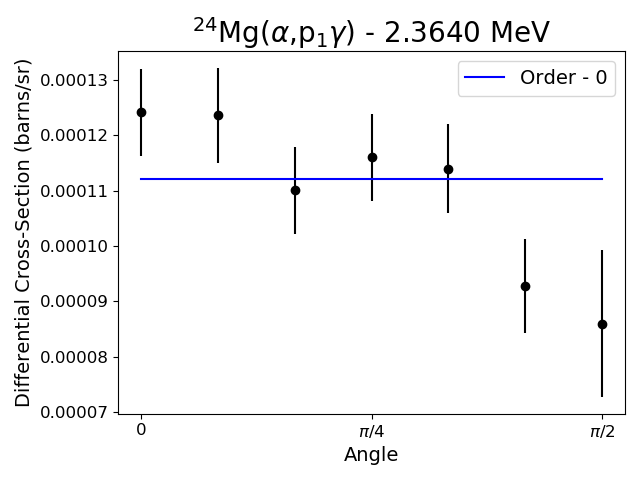 ²⁴Mg(α,p₁γ) - 2.3640 MeV
Order - 0
Differential Cross-Section (barns/sr)
0.00013
0.00012
0.00011
0.00010
0.00009
0.00008
0.00007
0 π/4 π/2
Angle